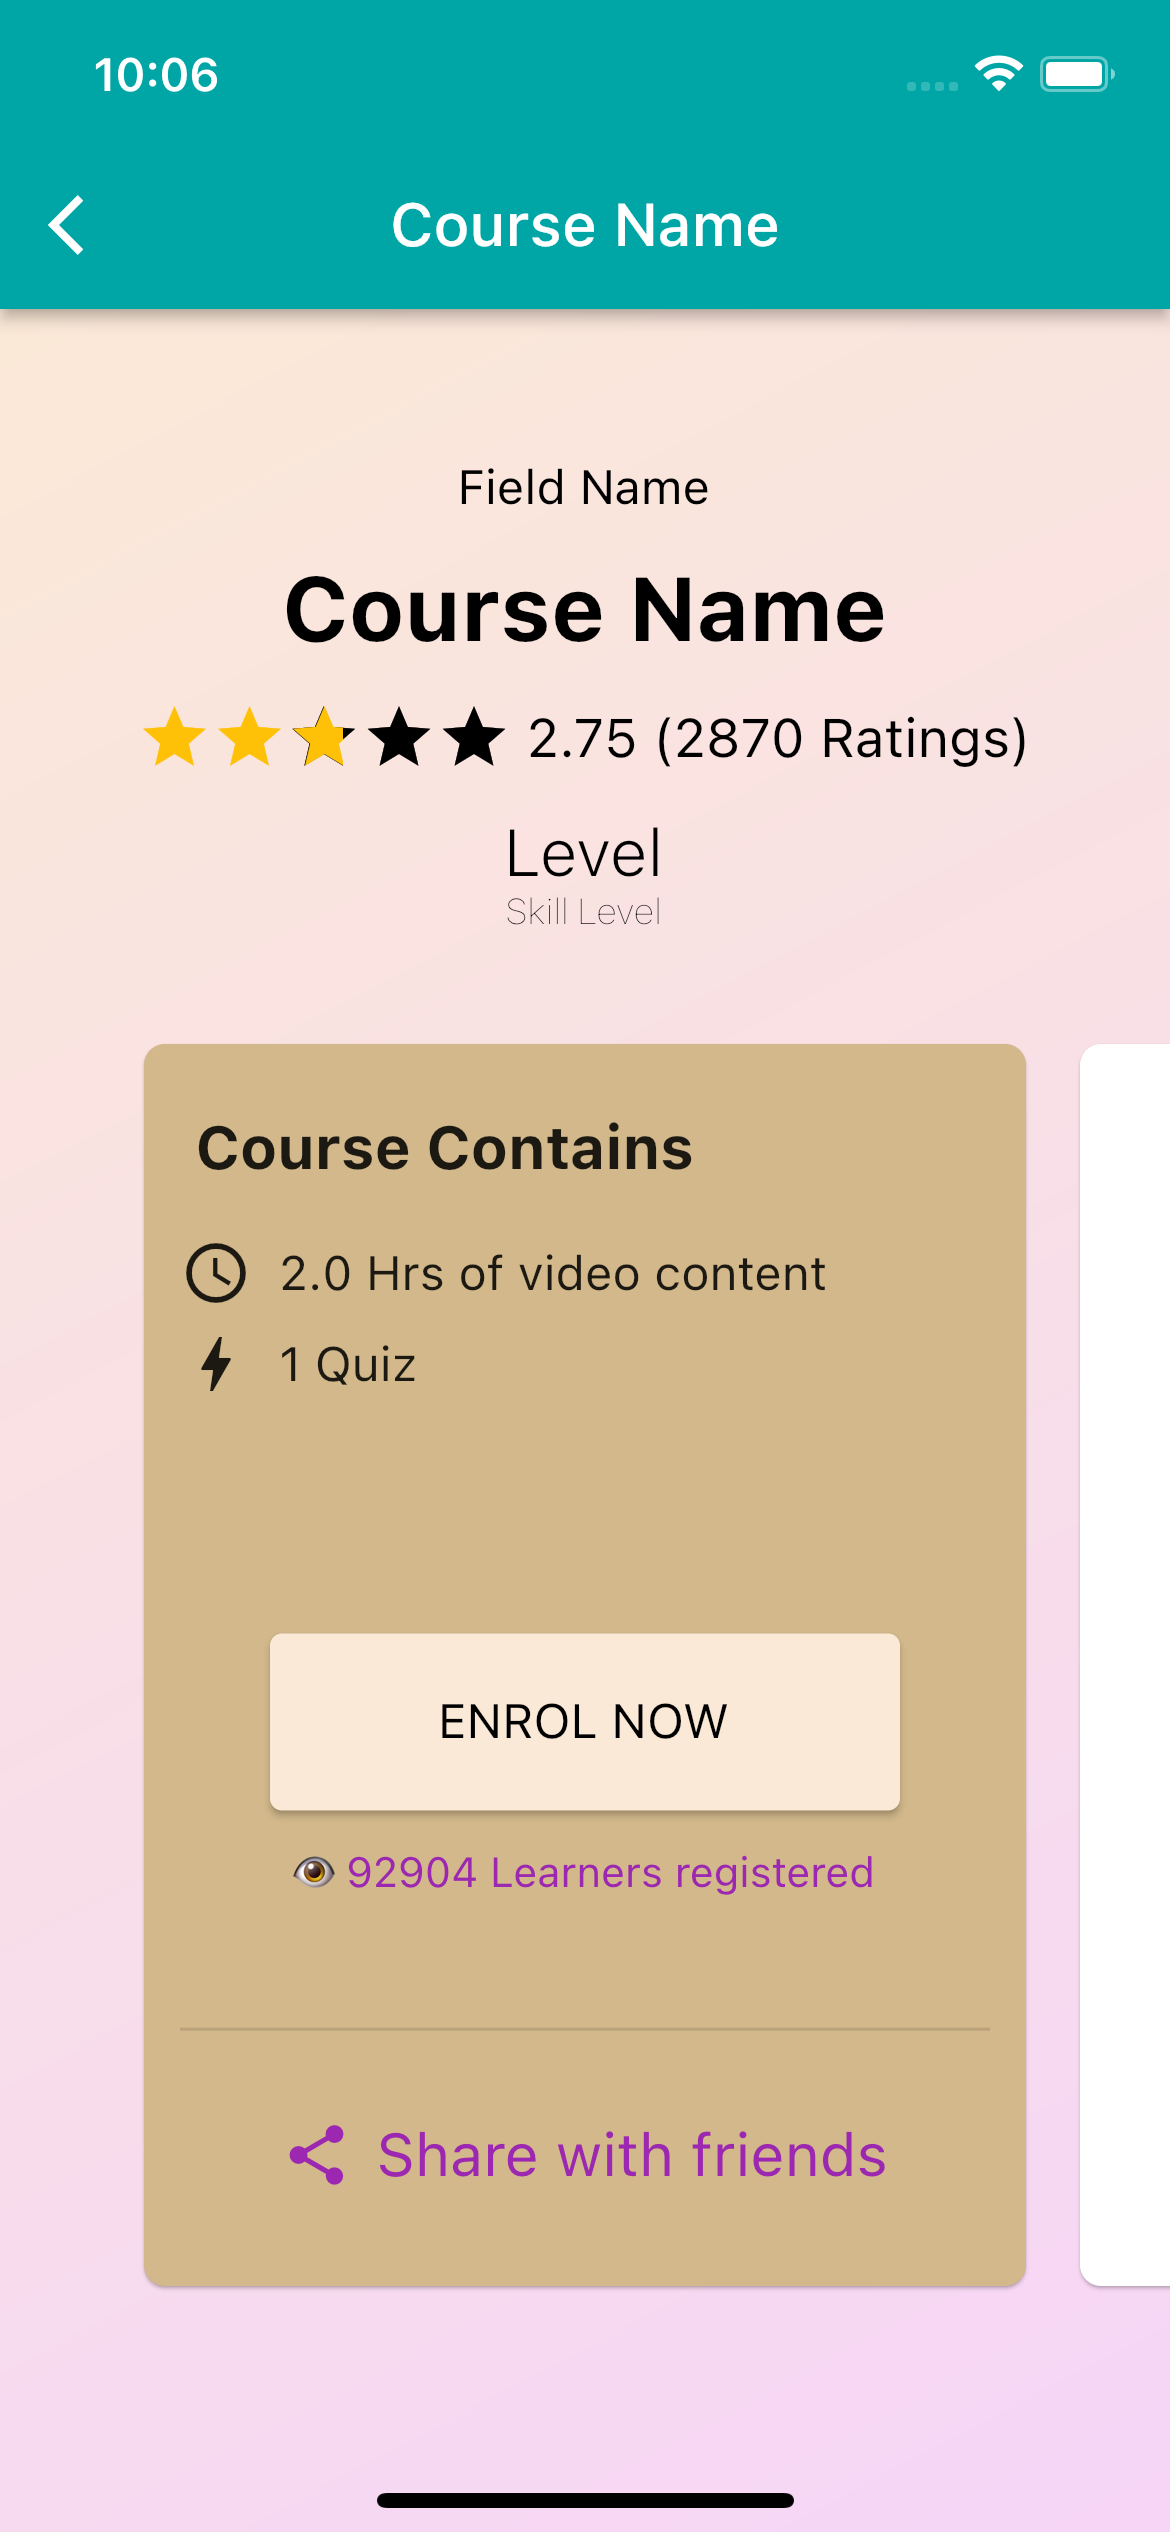 10:06
Course Name
Field Name
Course Name
2.75 (2870 Ratings)
Level
Skill Level
Course Contains
2.0 Hrs of video content
1 Quiz
ENROL NOW
👁 92904 Learners registered
Share with friends